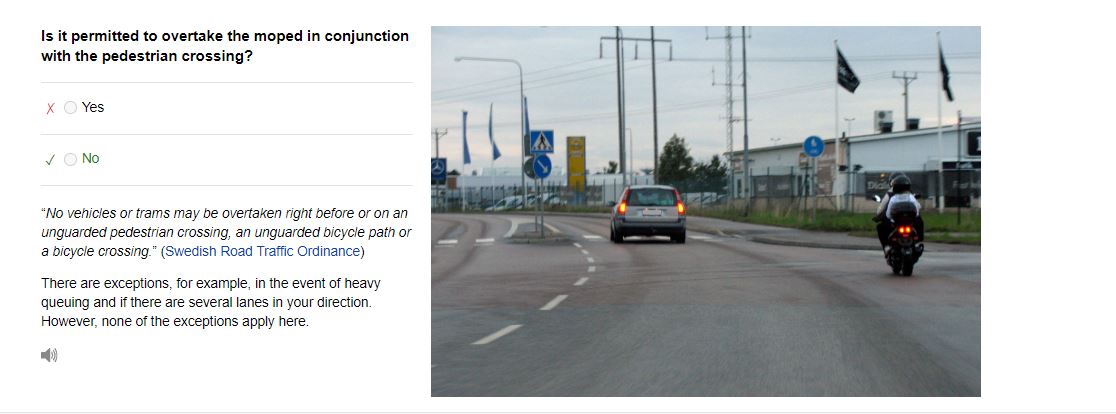 Is it permitted to overtake the moped in conjunction
with the pedestrian crossing?
Yes
No
“No vehicles or trams may be overtaken right before or on an
unguarded pedestrian crossing, an unguarded bicycle path or
a bicycle crossing.” (Swedish Road Traffic Ordinance)
There are exceptions, for example, in the event of heavy
queuing and if there are several lanes in your direction.
However, none of the exceptions apply here.